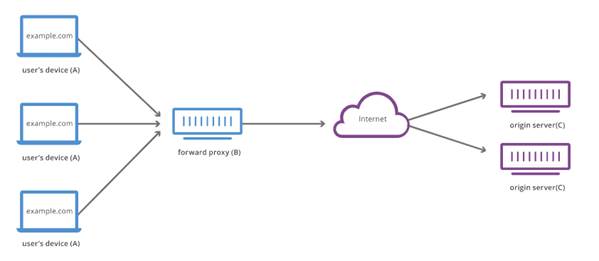 example.com
user's device (A)
example.com
user's device (A)
example.com
user's device (A)
forward proxy (B)
Internet
origin server(C)
origin server(C)